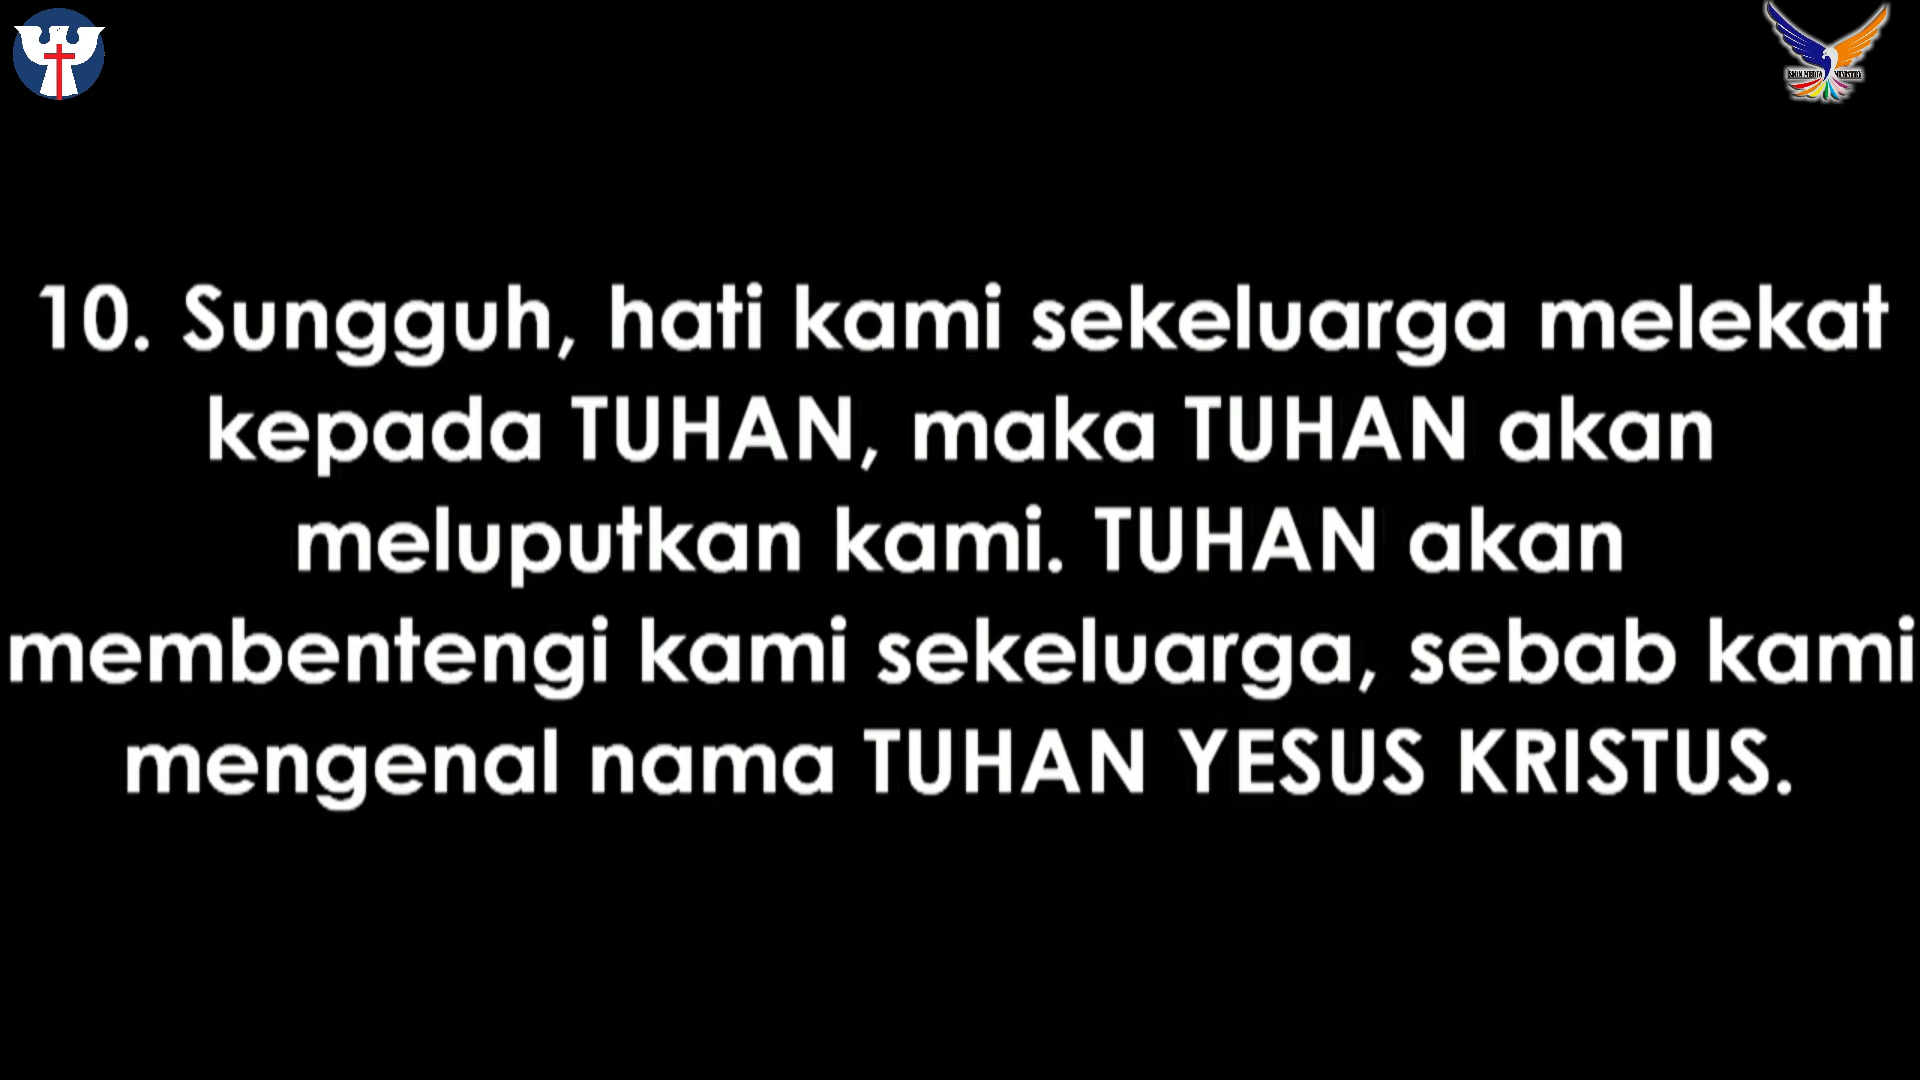 10. Sungguh, hati kami sekeluarga melekat
kepada TUHAN, maka TUHAN akan
meluputkan kami. TUHAN akan
membentengi kami sekeluarga, sebab kami
mengenal nama TUHAN YESUS KRISTUS.